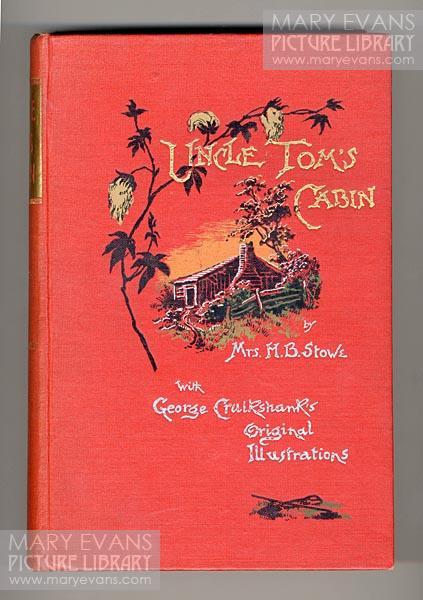 MARY EVANS
PICTURE LIBRARY
www.maryevans.com
UNCLE TOM'S
CABIN
by
Mrs. H. B. Stowe
with
George Cruikshank's
Original
Illustrations
MARY EVANS
PICTURE LIBRARY
www.maryevans.com